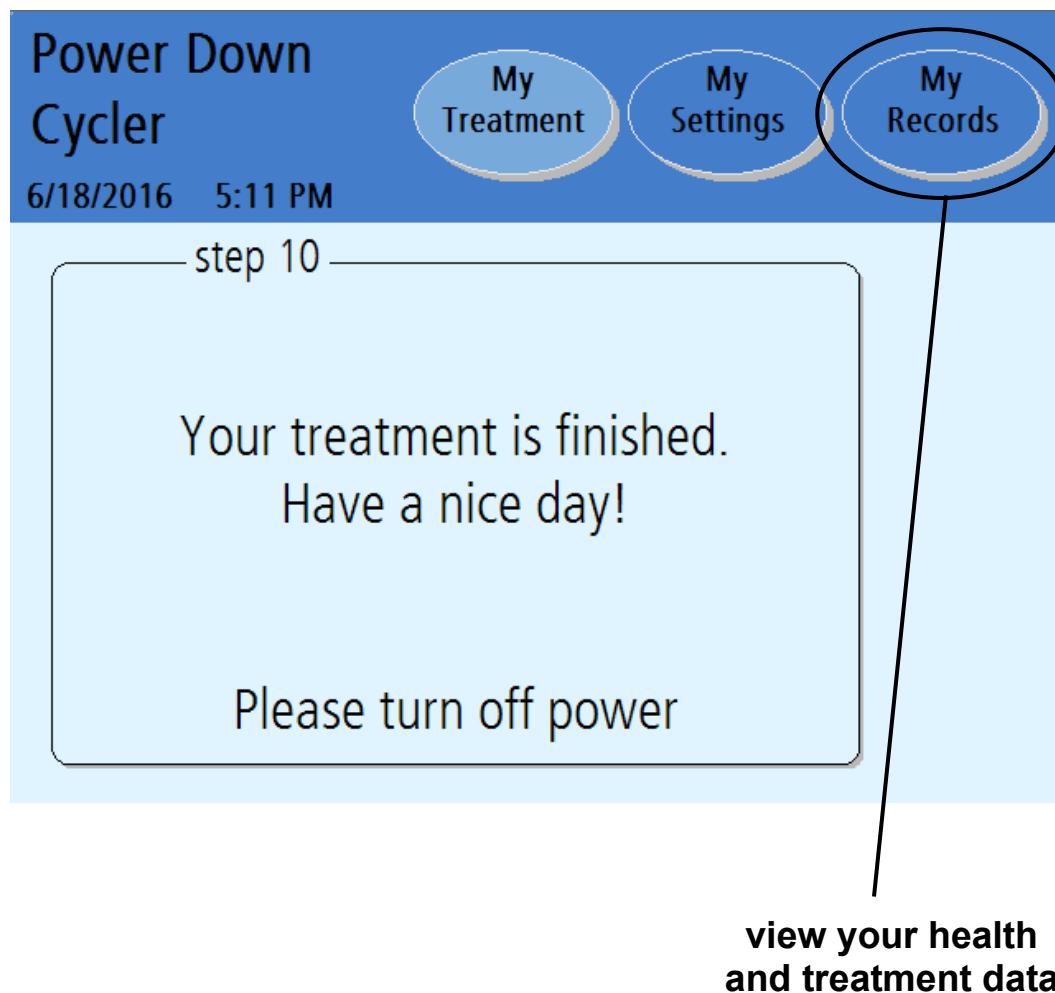 Power Down
Cycler
6/18/2016 5:11 PM
My
Treatment
My
Settings
My
Records
step 10
Your treatment is finished.
Have a nice day!
Please turn off power
view your health
and treatment data